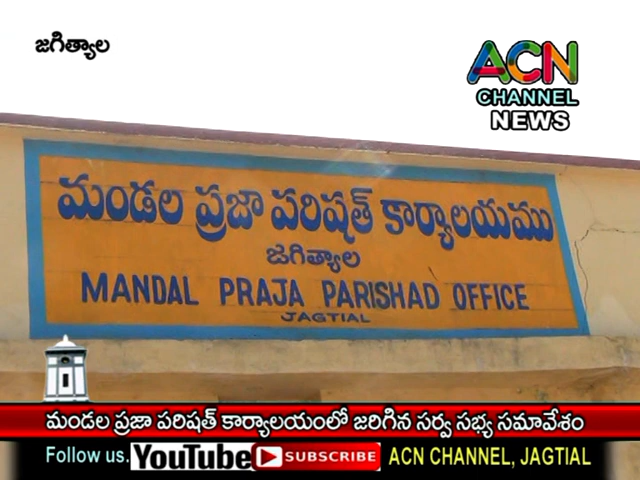 జగిత్యాల
ACN
CHANNEL
NEWS
మండల ప్రజా పరిషత్ కార్యాలయము
జగిత్యాల
MANDAL PRAJA PARISHAD OFFICE
JAGTIAL
మండల ప్రజా పరిషత్ కార్యాలయంలో జరిగిన సర్వ సభ్య సమావేశం
Follow us. YouTube SUBSCRIBE ACN CHANNEL, JAGTIAL